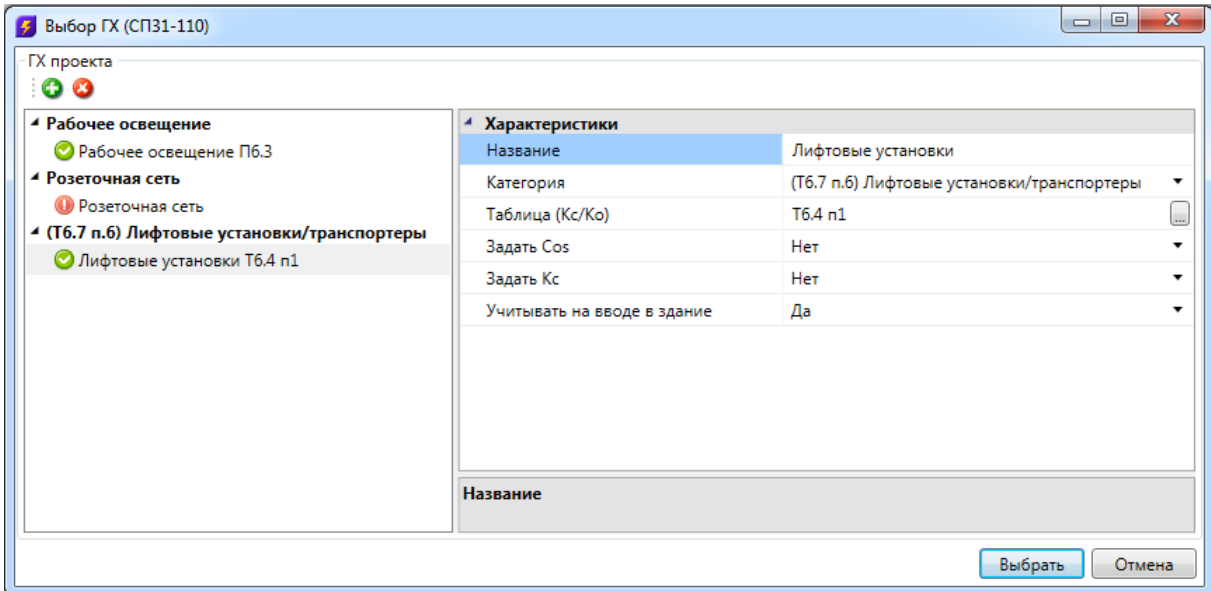 Выбор ГХ (СП31-110)
ГХ проекта
Рабочее освещение
Рабочее освещение П6.3
Розеточная сеть
Розеточная сеть
(Т6.7 п.6) Лифтовые установки/транспортеры
Лифтовые установки Т6.4 п1
Характеристики
Название Лифтовые установки
Категория (Т6.7 п.6) Лифтовые установки/транспортеры
Таблица (Кс/Ко) Т6.4 п1 ...
Задать Cos Нет
Задать Кс Нет
Учитывать на вводе в здание Да
Название
Выбрать Отмена